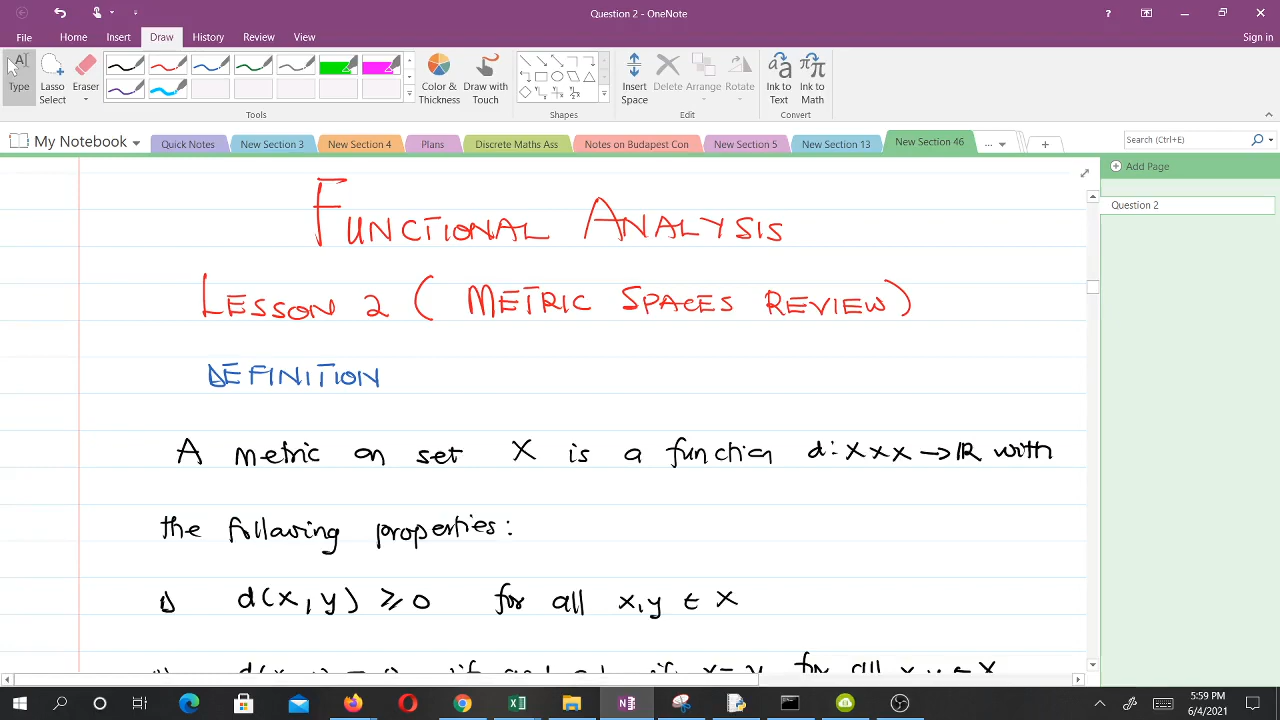 Question 2 - OneNote
Sign in
File Home Insert Draw History Review View
Type
Lasso Select
Eraser
Color & Thickness
Draw with Touch
Insert Space
Delete Arrange Rotate
Ink to Text
Ink to Math
Tools Shapes Edit Convert
My Notebook
Quick Notes New Section 3 New Section 4 Plans Discrete Maths Ass Notes on Budapest Con New Section 5 New Section 13 New Section 46 ...
Search (Ctrl+E)
Add Page
Question 2
FUNCTIONAL ANALYSIS
LESSON 2 ( METRIC SPACES REVIEW)
DEFINITION
A metric on set X is a function d: X×X → ℝ with
the following properties:
d(x,y) ≥ 0 for all x,y ∈ X
if x = y for all x,y ∈ X
5:59 PM
6/4/2021